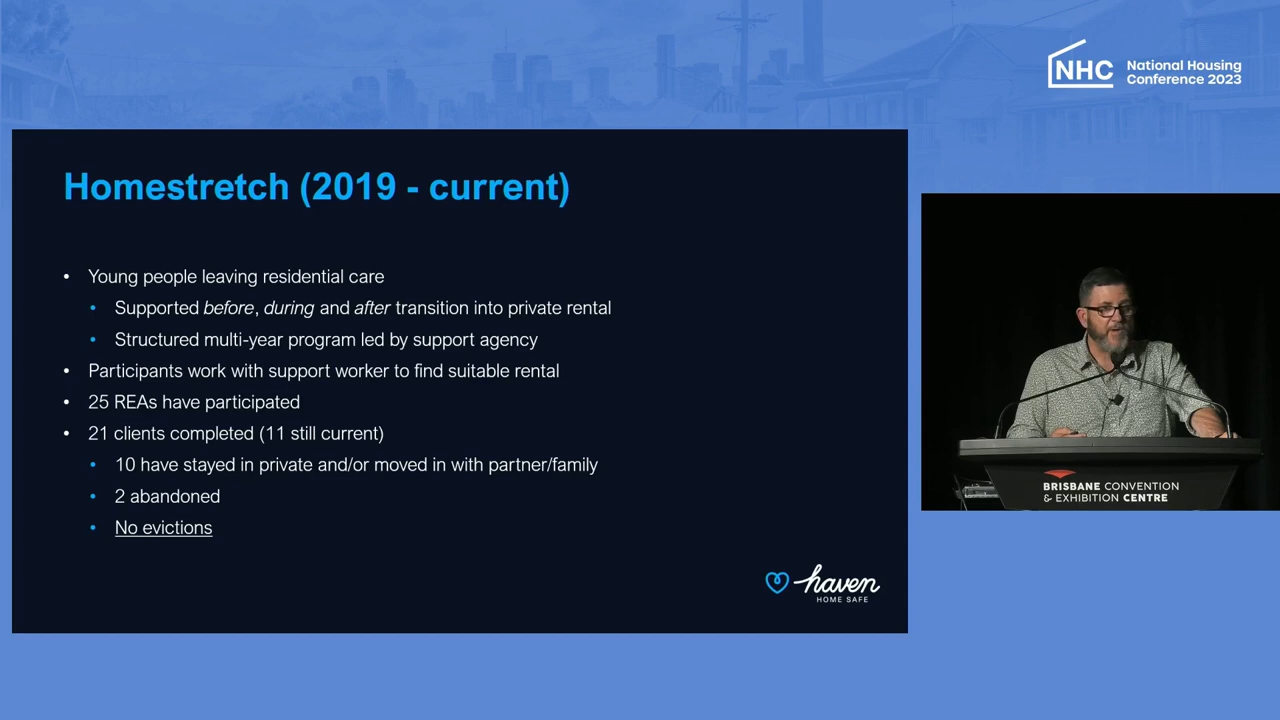 NHC
National Housing
Conference 2023
Homestretch (2019 - current)
• Young people leaving residential care
• Supported before, during and after transition into private rental
• Structured multi-year program led by support agency
• Participants work with support worker to find suitable rental
• 25 REAs have participated
• 21 clients completed (11 still current)
• 10 have stayed in private and/or moved in with partner/family
• 2 abandoned
• No evictions
haven
HOME SAFE
BRISBANE CONVENTION
& EXHIBITION CENTRE